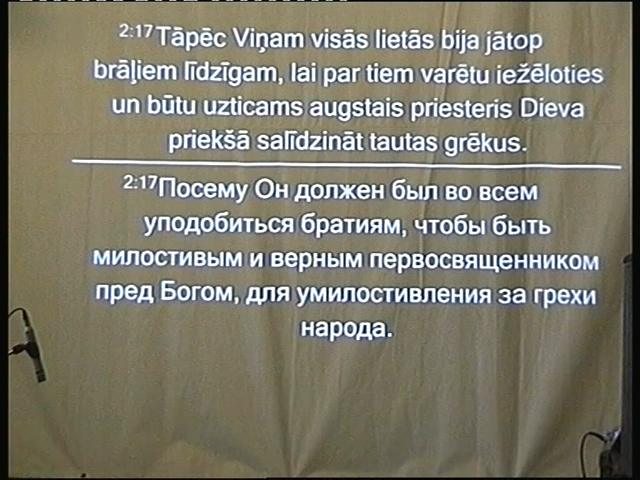 2:17Tāpēc Viņam visās lietās bija jātop
brāļiem līdzīgam, lai par tiem varētu iežēloties
un būtu uzticams augstais priesteris Dieva
priekšā salīdzināt tautas grēkus.
2:17Посему Он должен был во всем
уподобиться братиям, чтобы быть
милостивым и верным первосвященником
пред Богом, для умилостивления за грехи
народа.